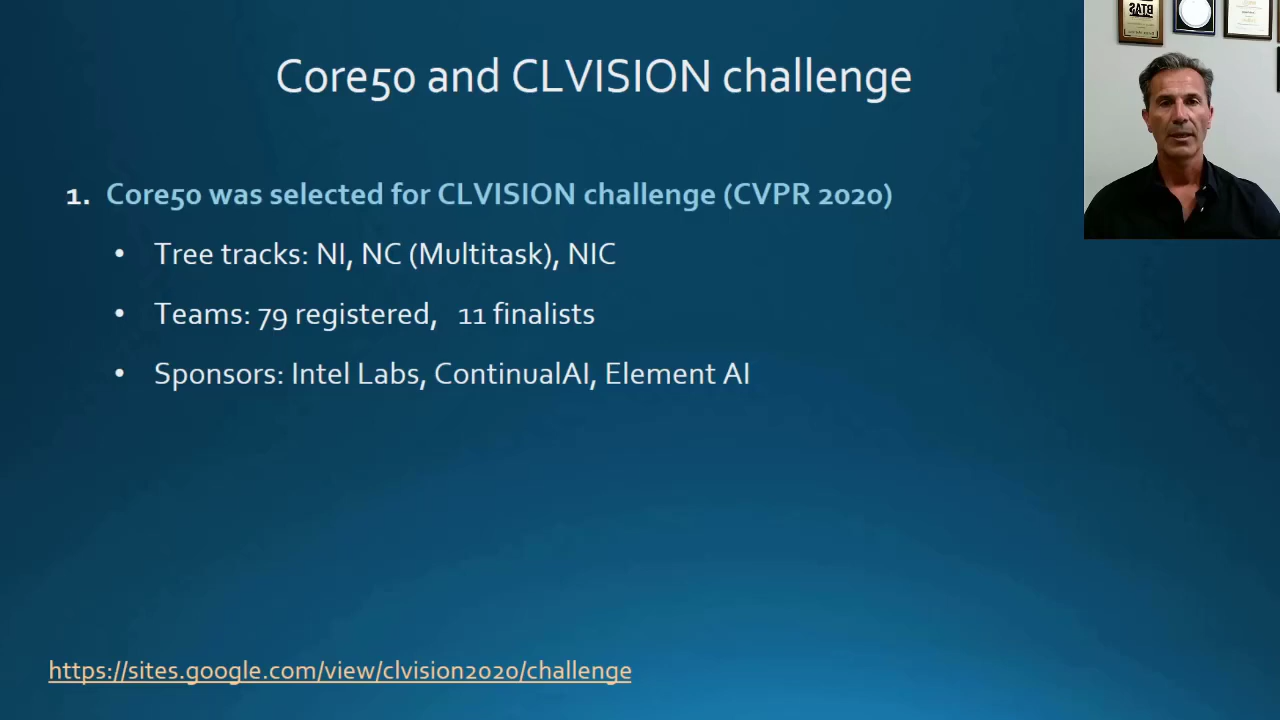 Core50 and CLVISION challenge
1. Core50 was selected for CLVISION challenge (CVPR 2020)
• Tree tracks: NI, NC (Multitask), NIC
• Teams: 79 registered, 11 finalists
• Sponsors: Intel Labs, ContinualAI, Element AI
https://sites.google.com/view/clvision2020/challenge
BTAS